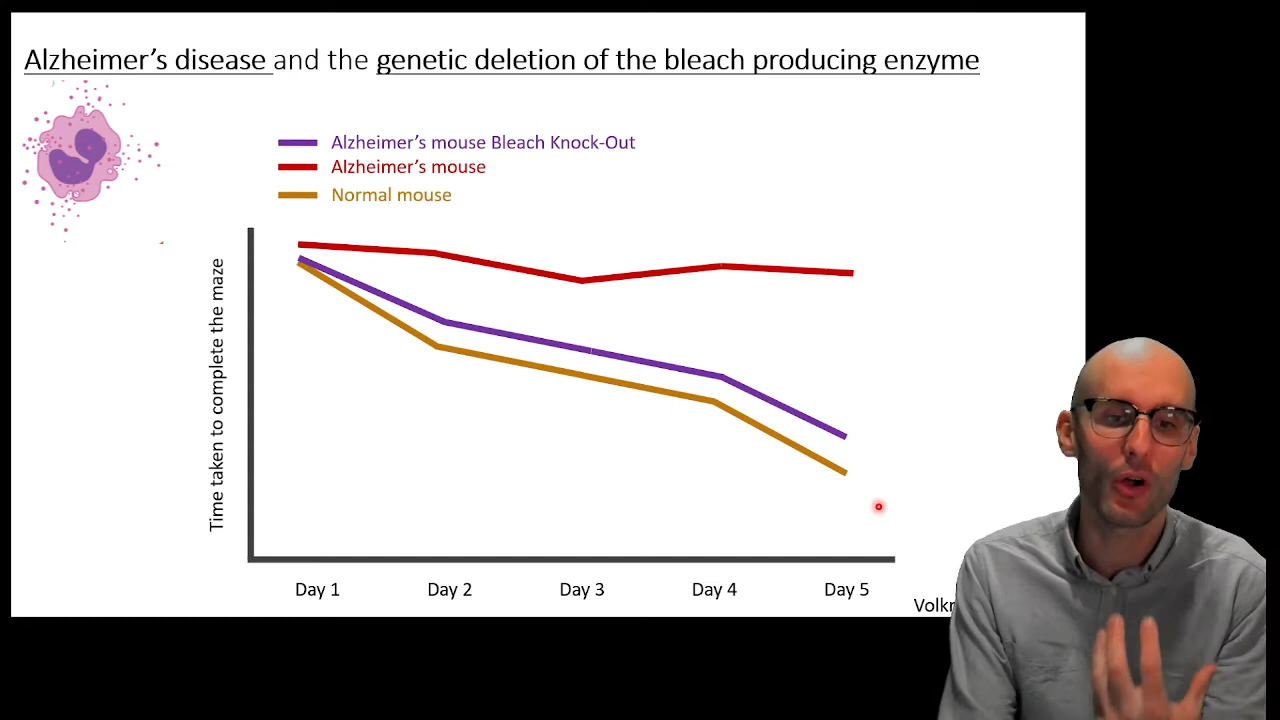 Alzheimer’s disease and the genetic deletion of the bleach producing enzyme
Alzheimer’s mouse Bleach Knock-Out
Alzheimer’s mouse
Normal mouse
Time taken to complete the maze
Day 1 Day 2 Day 3 Day 4 Day 5